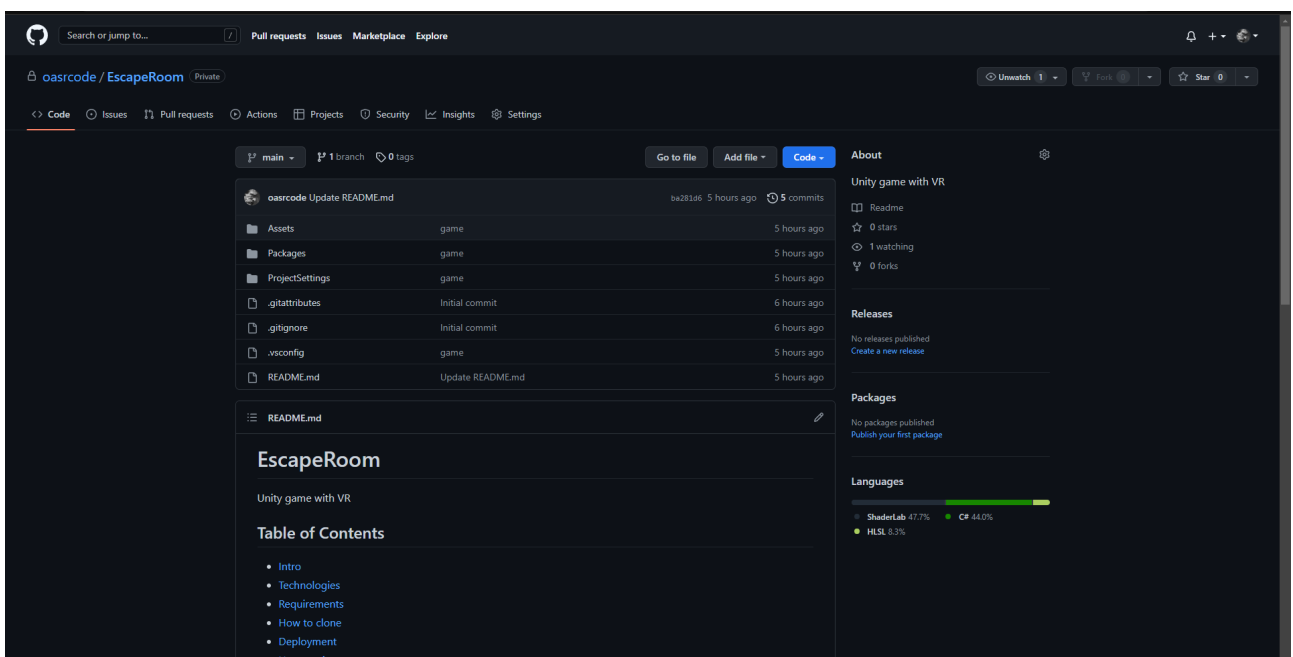 Search or jump to... / Pull requests Issues Marketplace Explore
oasrcode / EscapeRoom Private
Unwatch 1 Fork 0 Star 0
Code Issues Pull requests Actions Projects Security Insights Settings
main 1 branch 0 tags Go to file Add file Code
oasrcode Update README.md ba281d6 5 hours ago 5 commits
Assets game 5 hours ago
Packages game 5 hours ago
ProjectSettings game 5 hours ago
.gitattributes Initial commit 6 hours ago
.gitignore Initial commit 6 hours ago
.vsconfig game 5 hours ago
README.md Update README.md 5 hours ago
README.md
EscapeRoom
Unity game with VR
Table of Contents
Intro
Technologies
Requirements
How to clone
Deployment
About
Unity game with VR
Readme
0 stars
1 watching
0 forks
Releases
No releases published
Create a new release
Packages
No packages published
Publish your first package
Languages
ShaderLab 47.7% C# 44.0%
HLSL 8.3%